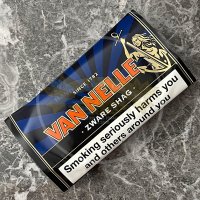 SINCE 1782
VAN NELLE
· ZWARE SHAG ·
Smoking seriously harms you
and others around you